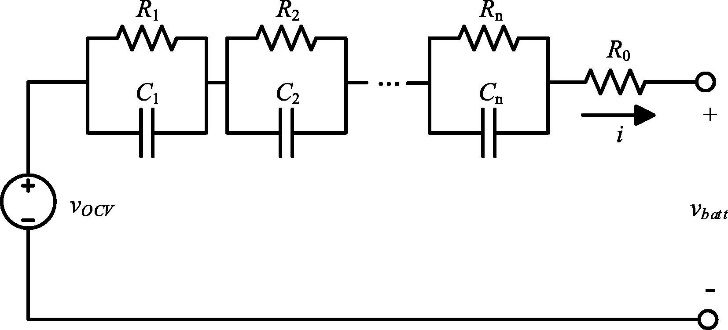 R1 R2 Rn
R0
C1 C2 ... Cn
+
i
+
vOCV
vbatt
-
-